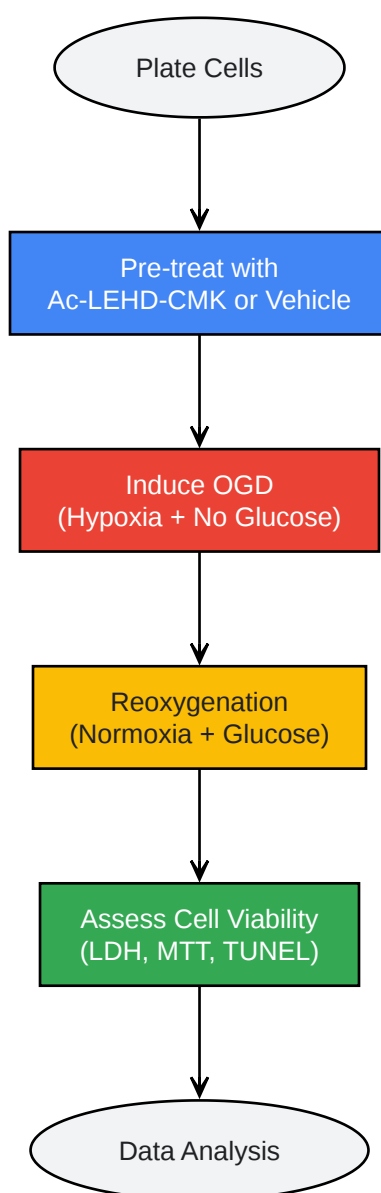 Plate Cells
Pre-treat with
Ac-LEHD-CMK or Vehicle
Induce OGD
(Hypoxia + No Glucose)
Reoxygenation
(Normoxia + Glucose)
Assess Cell Viability
(LDH, MTT, TUNEL)
Data Analysis